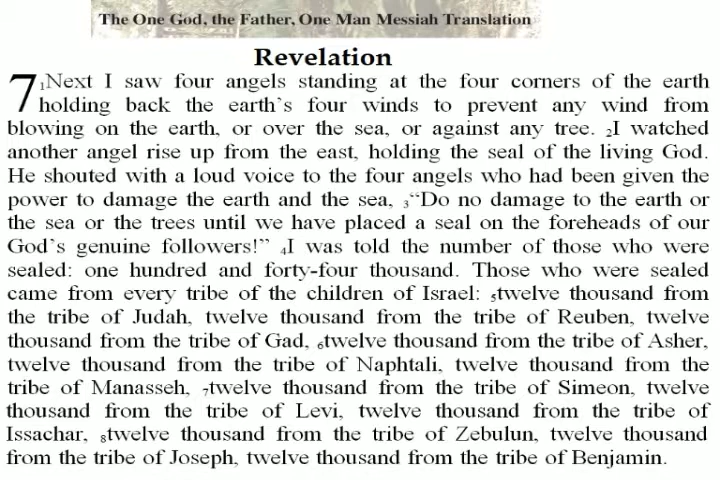 The One God, the Father, One Man Messiah Translation
Revelation
7 1Next I saw four angels standing at the four corners of the earth
holding back the earth`s four winds to prevent any wind from
blowing on the earth, or over the sea, or against any tree. 2I watched
another angel rise up from the east, holding the seal of the living God.
He shouted with a loud voice to the four angels who had been given the
power to damage the earth and the sea, 3“Do no damage to the earth or
the sea or the trees until we have placed a seal on the foreheads of our
God’s genuine followers!” 4I was told the number of those who were
sealed: one hundred and forty-four thousand. Those who were sealed
came from every tribe of the children of Israel: 5twelve thousand from
the tribe of Judah, twelve thousand from the tribe of Reuben, twelve
thousand from the tribe of Gad, 6twelve thousand from the tribe of Asher,
twelve thousand from the tribe of Naphtali, twelve thousand from the
tribe of Manasseh, 7twelve thousand from the tribe of Simeon, twelve
thousand from the tribe of Levi, twelve thousand from the tribe of
Issachar, 8twelve thousand from the tribe of Zebulun, twelve thousand
from the tribe of Joseph, twelve thousand from the tribe of Benjamin.